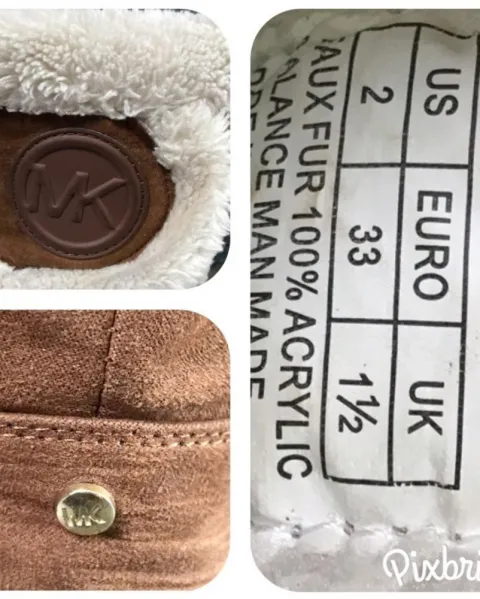 MK
MK
US EURO UK
2 33 1½
FAUX FUR 100% ACRYLIC
BALANCE MAN MADE
Pixbri